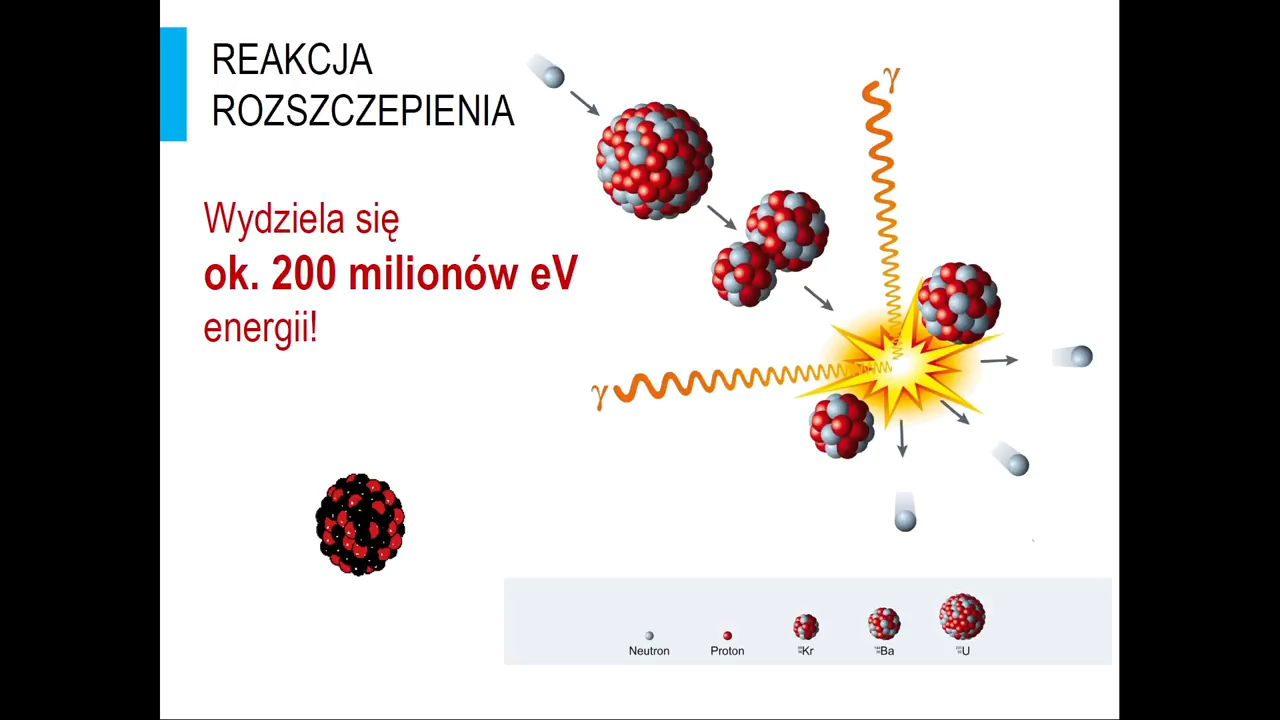 REAKCJA
ROZSZCZEPIENIA
Wydziela się
ok. 200 milionów eV
energii!
γ
γ
Neutron
Proton
Kr
Ba
U